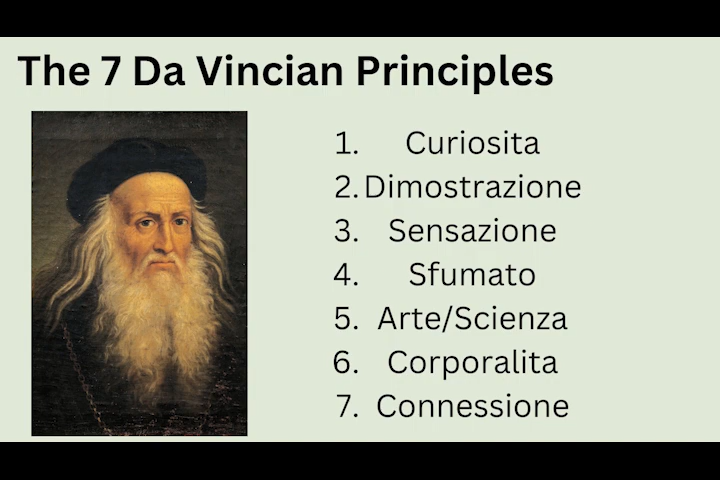 The 7 Da Vincian Principles
1. Curiosita
2. Dimostrazione
3. Sensazione
4. Sfumato
5. Arte/Scienza
6. Corporalita
7. Connessione